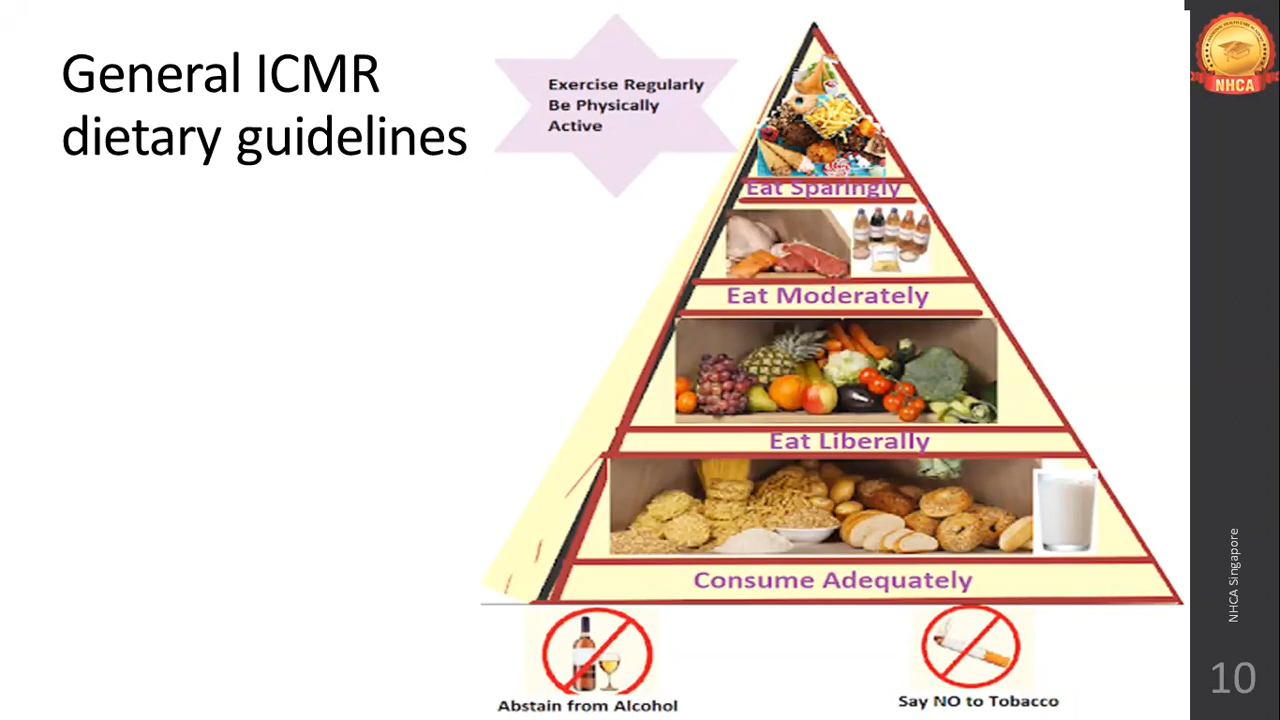 General ICMR
dietary guidelines
Exercise Regularly
Be Physically
Active
Eat Sparingly
Eat Moderately
Eat Liberally
Consume Adequately
Abstain from Alcohol
Say NO to Tobacco
NHCA
NHCA Singapore
10